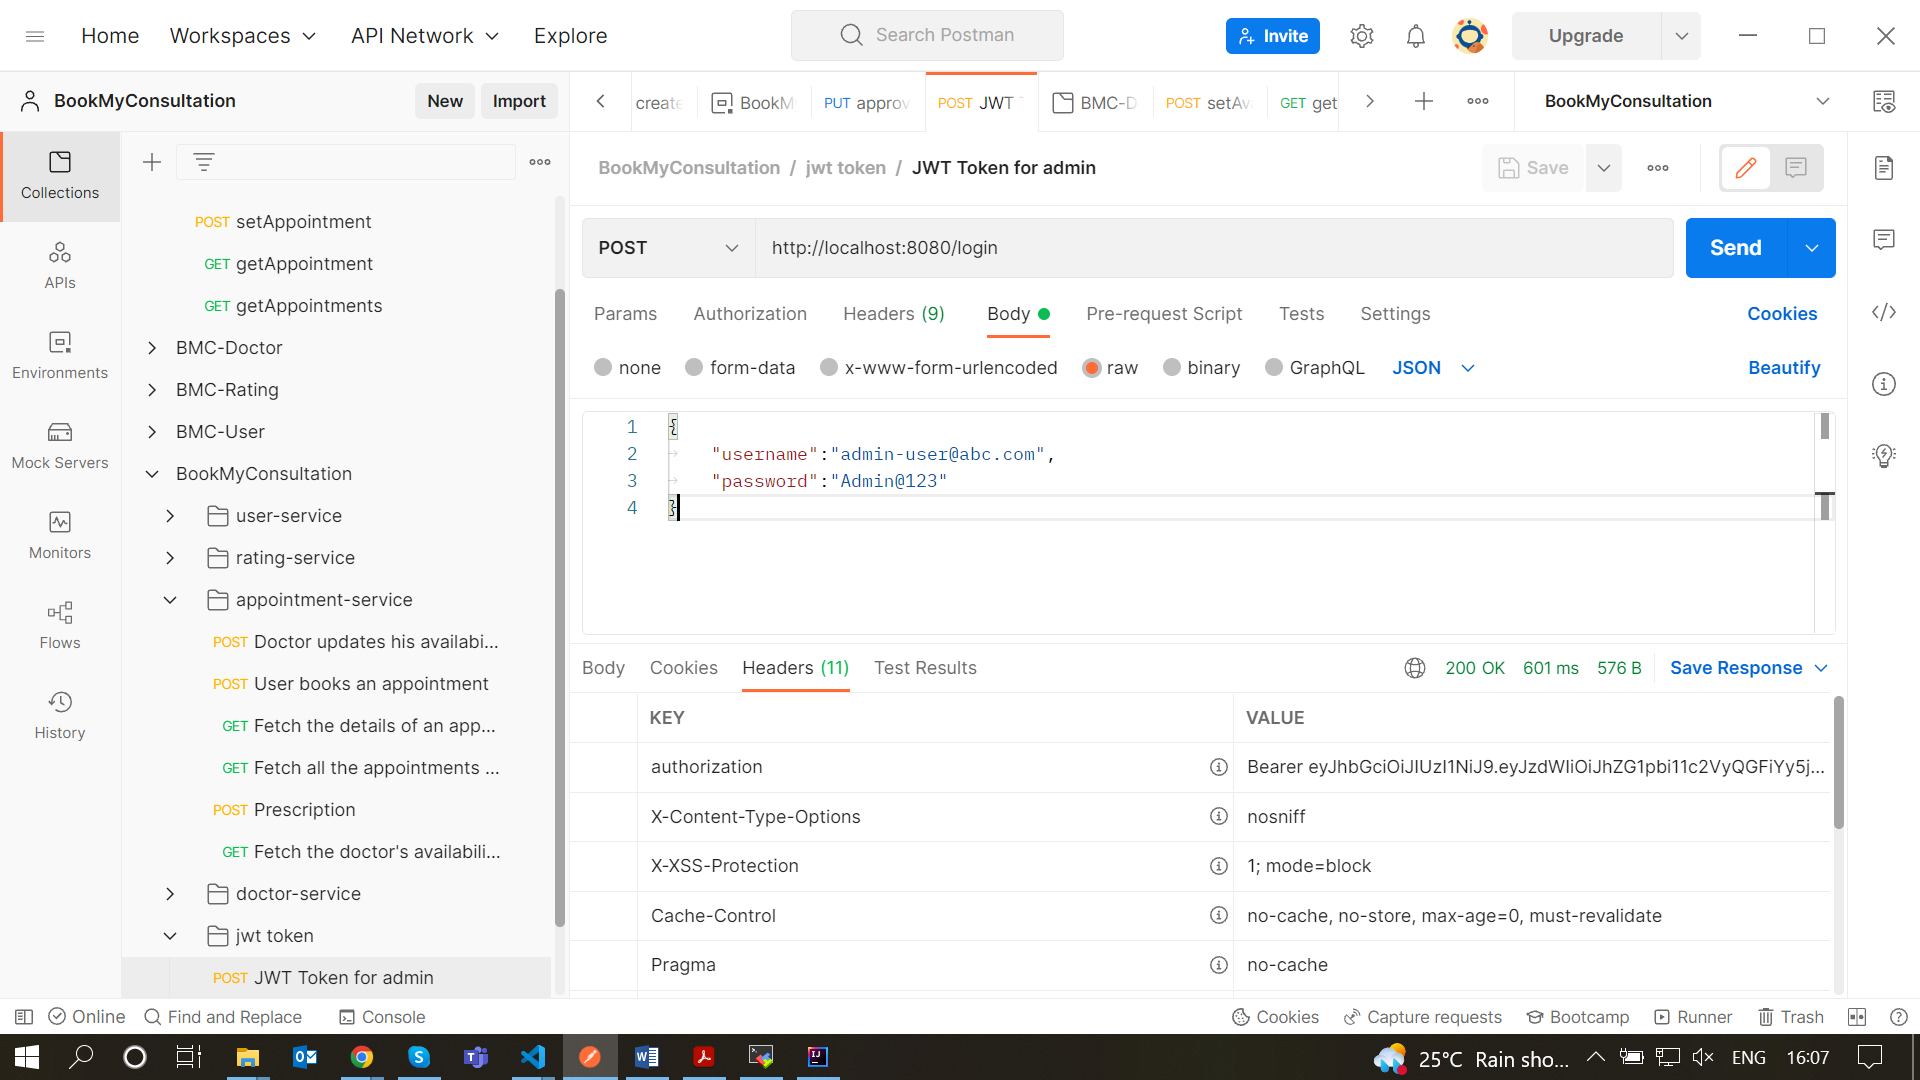 Home Workspaces API Network Explore Search Postman Invite Upgrade
BookMyConsultation New Import create BookM PUT approv POST JWT BMC-D POST setAv GET get BookMyConsultation
Collections
APIs
Environments
Mock Servers
Monitors
Flows
History
POST setAppointment
GET getAppointment
GET getAppointments
BMC-Doctor
BMC-Rating
BMC-User
BookMyConsultation
user-service
rating-service
appointment-service
POST Doctor updates his availabi...
POST User books an appointment
GET Fetch the details of an app...
GET Fetch all the appointments ...
POST Prescription
GET Fetch the doctor's availabili...
doctor-service
jwt token
POST JWT Token for admin
BookMyConsultation / jwt token / JWT Token for admin Save
POST http://localhost:8080/login Send
Params Authorization Headers (9) Body Pre-request Script Tests Settings Cookies
none form-data x-www-form-urlencoded raw binary GraphQL JSON Beautify
1 {
2 "username":"admin-user@abc.com",
3 "password":"Admin@123"
4 }
Body Cookies Headers (11) Test Results 200 OK 601 ms 576 B Save Response
KEY VALUE
authorization Bearer eyJhbGciOiJIUzI1NiJ9.eyJzdWIiOiJhZG1pbi11c2VyQGFiYy5j...
X-Content-Type-Options nosniff
X-XSS-Protection 1; mode=block
Cache-Control no-cache, no-store, max-age=0, must-revalidate
Pragma no-cache
Online Find and Replace Console Cookies Capture requests Bootcamp Runner Trash
25°C Rain sho... ENG 16:07